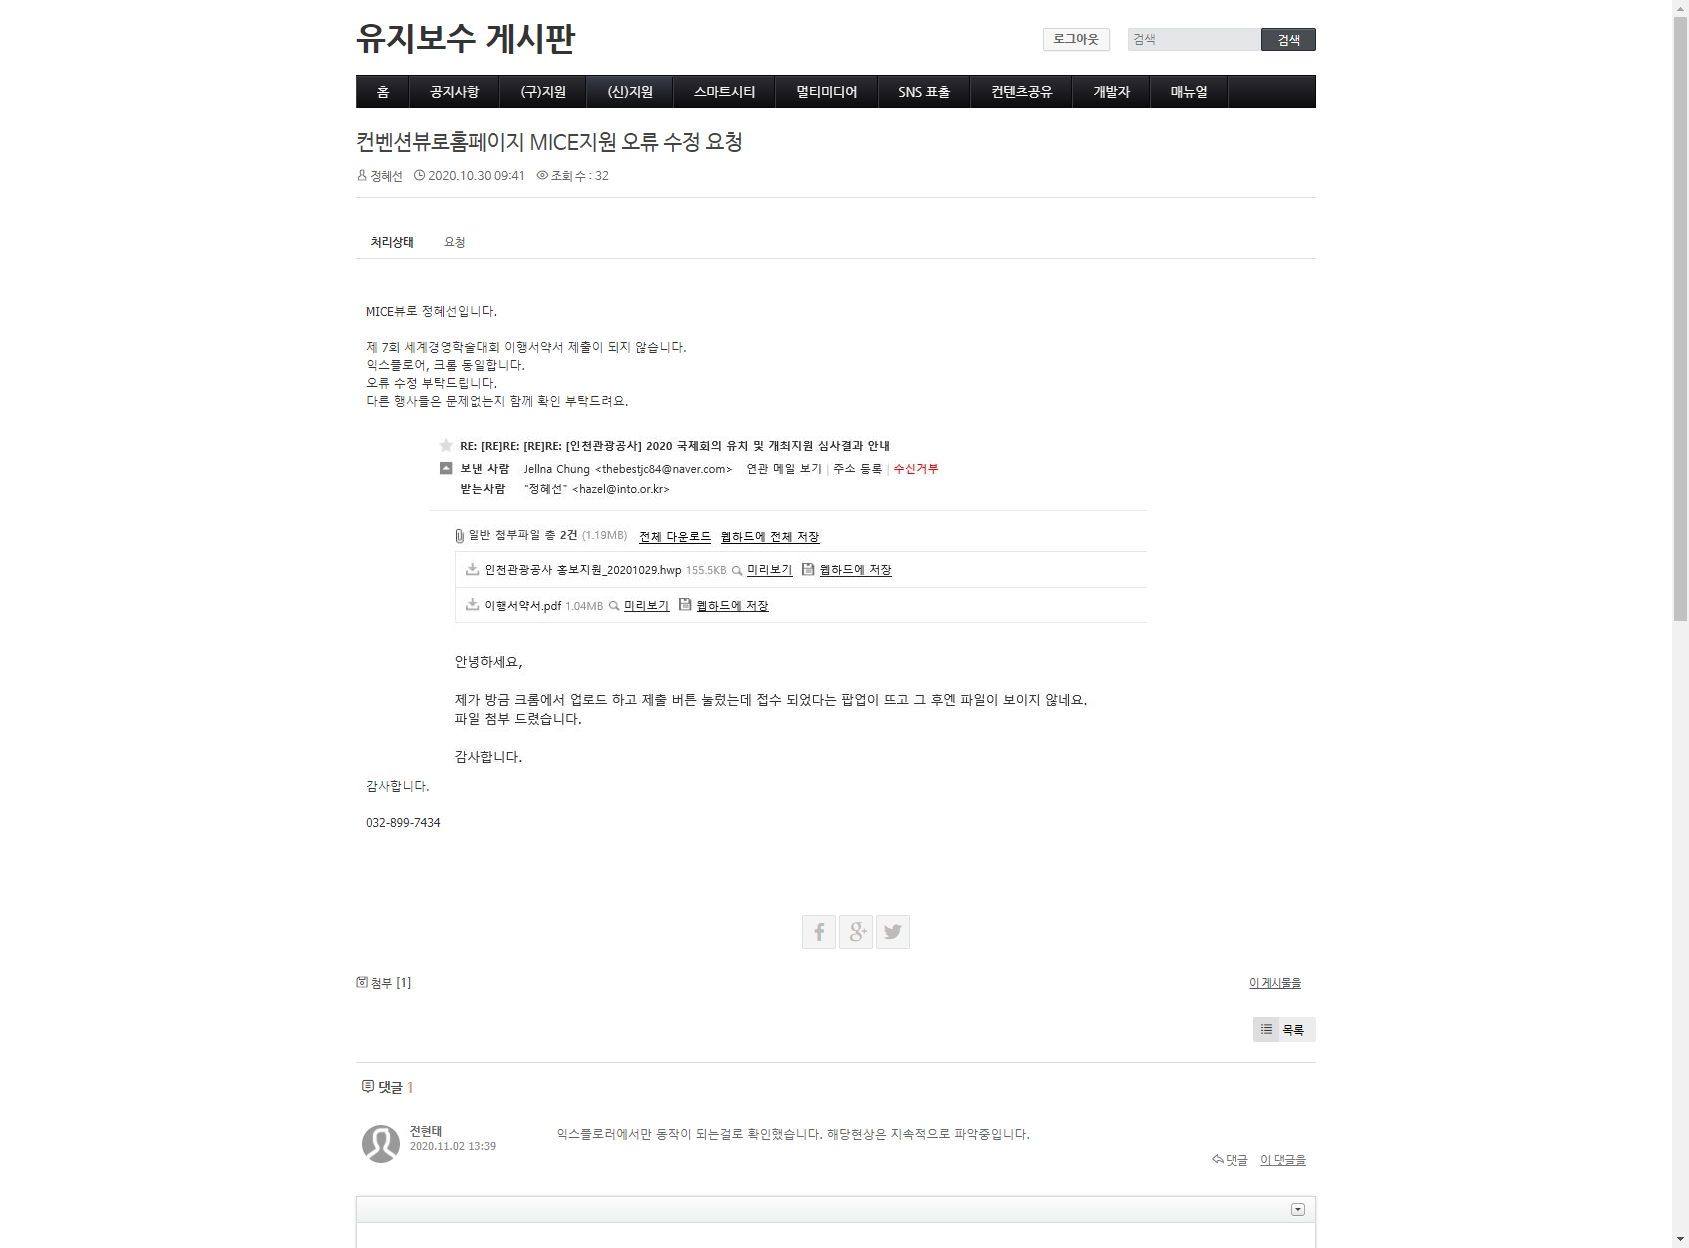 유지보수 게시판
로그아웃 검색 검색
홈 공지사항 (구)지원 (신)지원 스마트시티 멀티미디어 SNS 표출 컨텐츠공유 개발자 매뉴얼
컨벤션뷰로홈페이지 MICE지원 오류 수정 요청
정혜선 2020.10.30 09:41 조회 수 : 32
처리상태 요청
MICE뷰로 정혜선입니다.
제 7회 세계경영학술대회 이행서약서 제출이 되지 않습니다.
익스플로어, 크롬 동일합니다.
오류 수정 부탁드립니다.
다른 행사들은 문제없는지 함께 확인 부탁드려요.
RE: [RE]RE: [RE]RE: [인천관광공사] 2020 국제회의 유치 및 개최지원 심사결과 안내
보낸 사람 Jellna Chung <thebestjc84@naver.com> 연관 메일 보기 | 주소 등록 | 수신거부
받는사람 "정혜선" <hazel@into.or.kr>
일반 첨부파일 총 2건 (1.19MB) 전체 다운로드 웹하드에 전체 저장
인천관광공사 홍보지원_20201029.hwp 155.5KB 미리보기 웹하드에 저장
이행서약서.pdf 1.04MB 미리보기 웹하드에 저장
안녕하세요,
제가 방금 크롬에서 업로드 하고 제출 버튼 눌렀는데 접수 되었다는 팝업이 뜨고 그 후엔 파일이 보이지 않네요.
파일 첨부 드렸습니다.
감사합니다.
감사합니다.
032-899-7434
첨부 [1] 이 게시물을
목록
댓글 1
전현태 익스플로러에서만 동작이 되는걸로 확인했습니다. 해당현상은 지속적으로 파악중입니다.
2020.11.02 13:39
댓글 이 댓글을